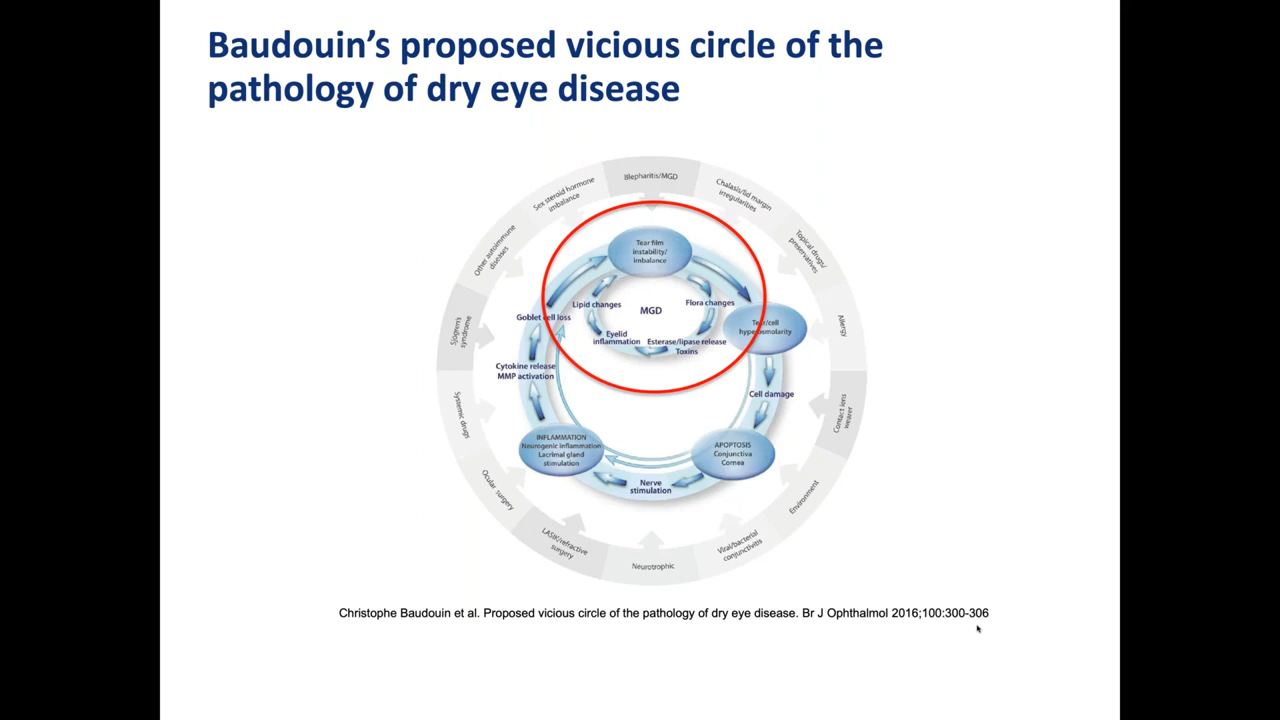 Baudouin's proposed vicious circle of the
pathology of dry eye disease
Blepharitis/MGD
Chalasis/lid margin
irregularities
Topical drugs/
preservatives
Allergy
Contact lens
wearer
Environment
Viral/bacterial
conjunctivitis
Neurotrophic
LASIK/refractive
surgery
Ocular surgery
Systemic drugs
Sjögren's
syndrome
Other autoimmune
diseases
Sex steroid hormone
imbalance
Tear film
instability/
imbalance
Lipid changes
MGD
Flora changes
Eyelid
inflammation
Esterase/lipase release
Toxins
Goblet cell loss
Tear/cell
hyperosmolarity
Cytokine release
MMP activation
Cell damage
INFLAMMATION
Neurogenic inflammation
Lacrimal gland
stimulation
APOPTOSIS
Conjunctiva
Cornea
Nerve
stimulation
Christophe Baudouin et al. Proposed vicious circle of the pathology of dry eye disease. Br J Ophthalmol 2016;100:300-306